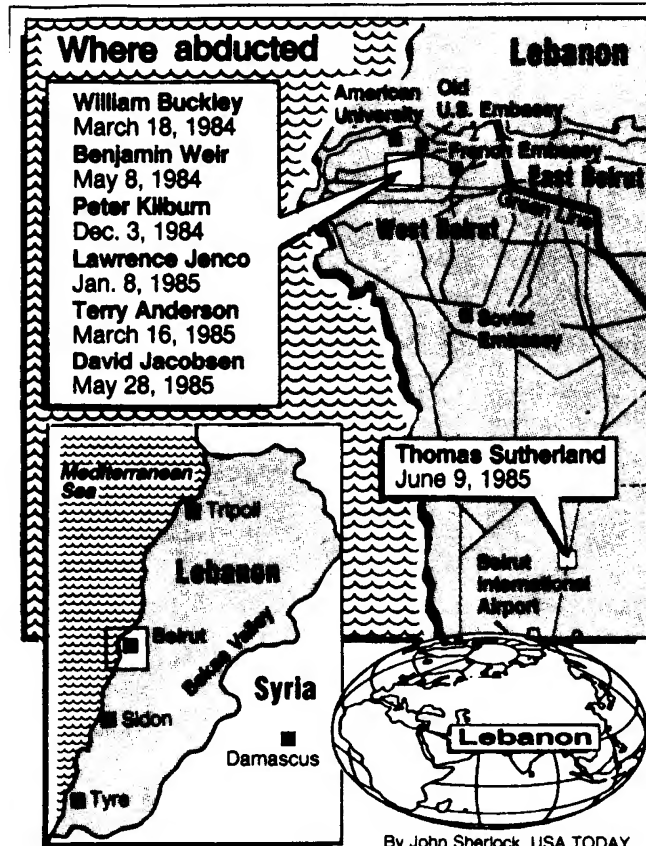 Where abducted
William Buckley
March 18, 1984
Benjamin Weir
May 8, 1984
Peter Kilburn
Dec. 3, 1984
Lawrence Jenco
Jan. 8, 1985
Terry Anderson
March 16, 1985
David Jacobsen
May 28, 1985
Lebanon
American
University
Old
U.S. Embassy
French Embassy
East Beirut
Green Line
West Beirut
Soviet
Embassy
Thomas Sutherland
June 9, 1985
Beirut
International
Airport
Mediterranean
Sea
Tripoli
Lebanon
Beirut
Bekaa Valley
Syria
Sidon
Damascus
Tyre
Lebanon
By John Sherlock, USA TODAY